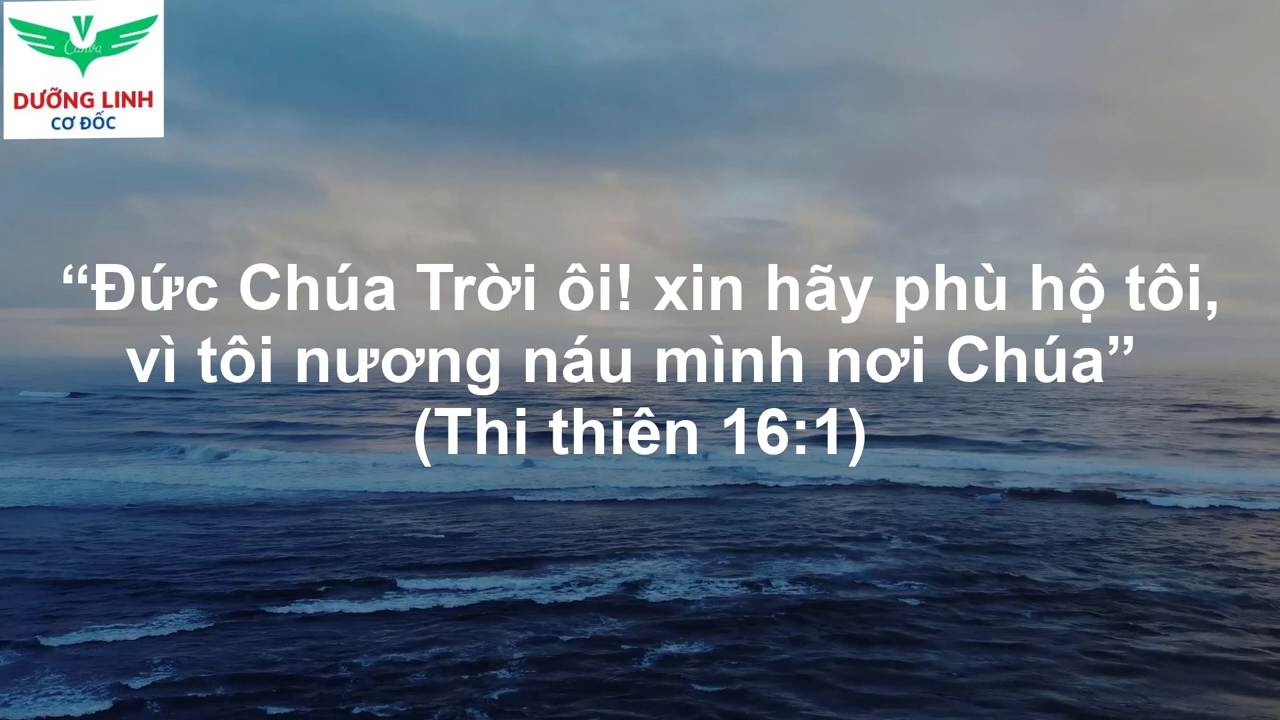 Canva
DƯỠNG LINH
CƠ ĐỐC
“Đức Chúa Trời ôi! xin hãy phù hộ tôi,
vì tôi nương náu mình nơi Chúa”
(Thi thiên 16:1)